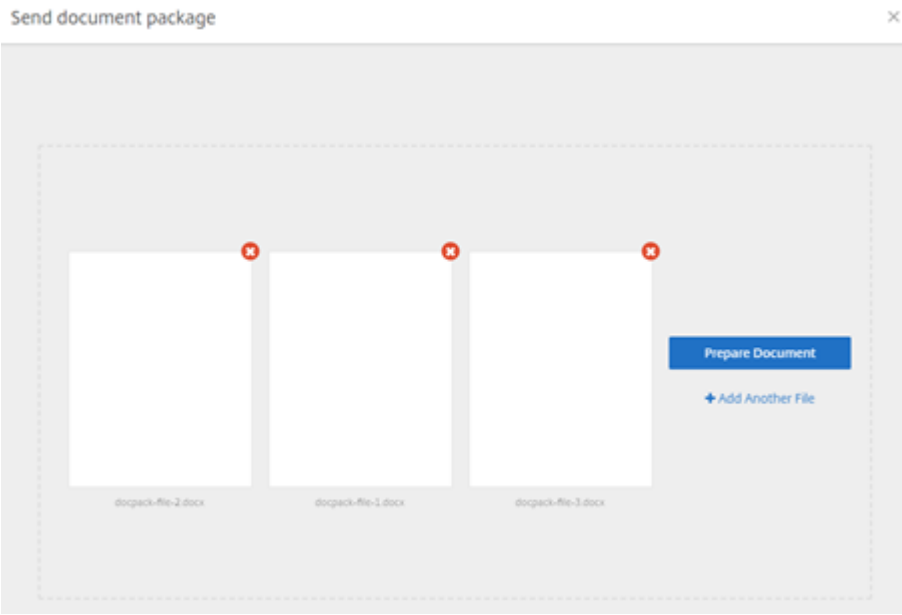 Send document package
Prepare Document
+ Add Another File
docpack-file-2.docx
docpack-file-1.docx
docpack-file-3.docx